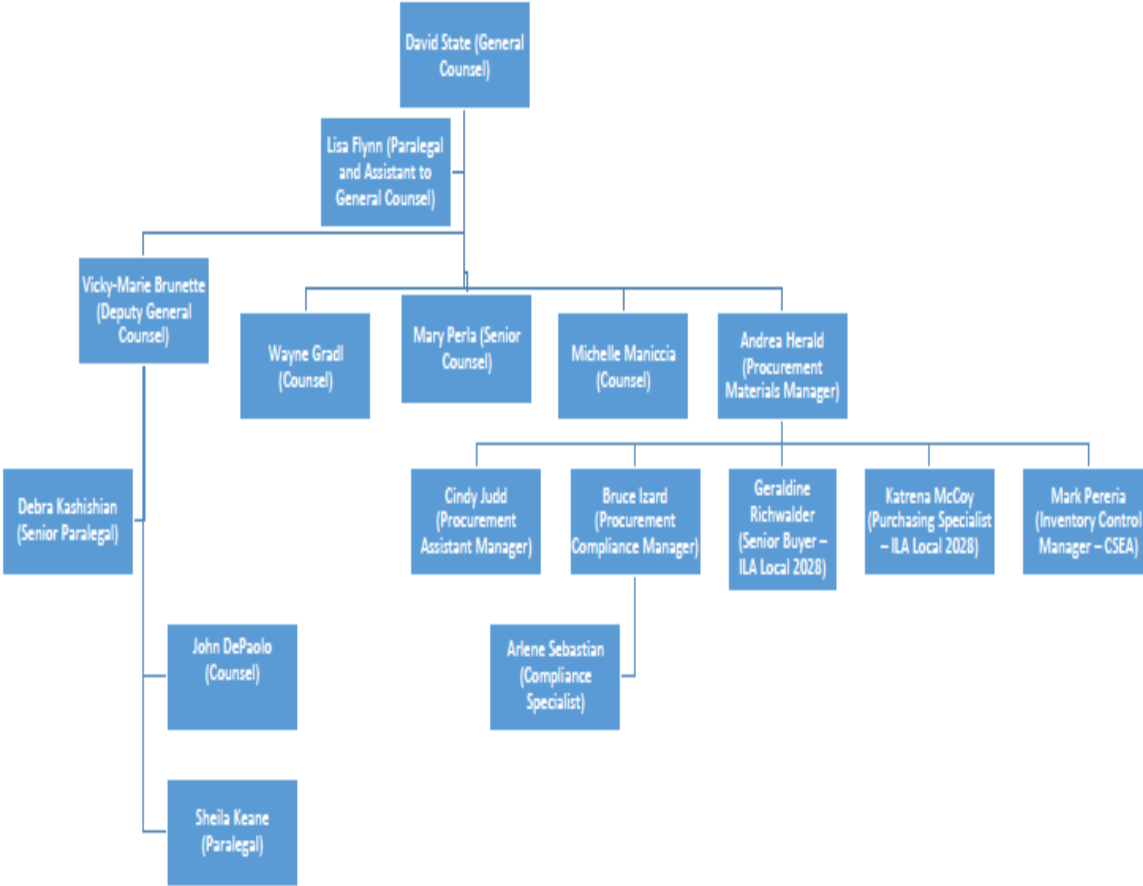 David State (General
Counsel)
Lisa Flynn (Paralegal
and Assistant to
General Counsel)
Vicky-Marie Brunette
(Deputy General
Counsel)
Wayne Gradl
(Counsel)
Mary Perla (Senior
Counsel)
Michelle Maniccia
(Counsel)
Andrea Herald
(Procurement
Materials Manager)
Debra Kashishian
(Senior Paralegal)
Cindy Judd
(Procurement
Assistant Manager)
Bruce Izard
(Procurement
Compliance Manager)
Geraldine
Richwalder
(Senior Buyer –
ILA Local 2028)
Katrena McCoy
(Purchasing Specialist
– ILA Local 2028)
Mark Pereria
(Inventory Control
Manager – CSEA)
John DePaolo
(Counsel)
Arlene Sebastian
(Compliance
Specialist)
Sheila Keane
(Paralegal)